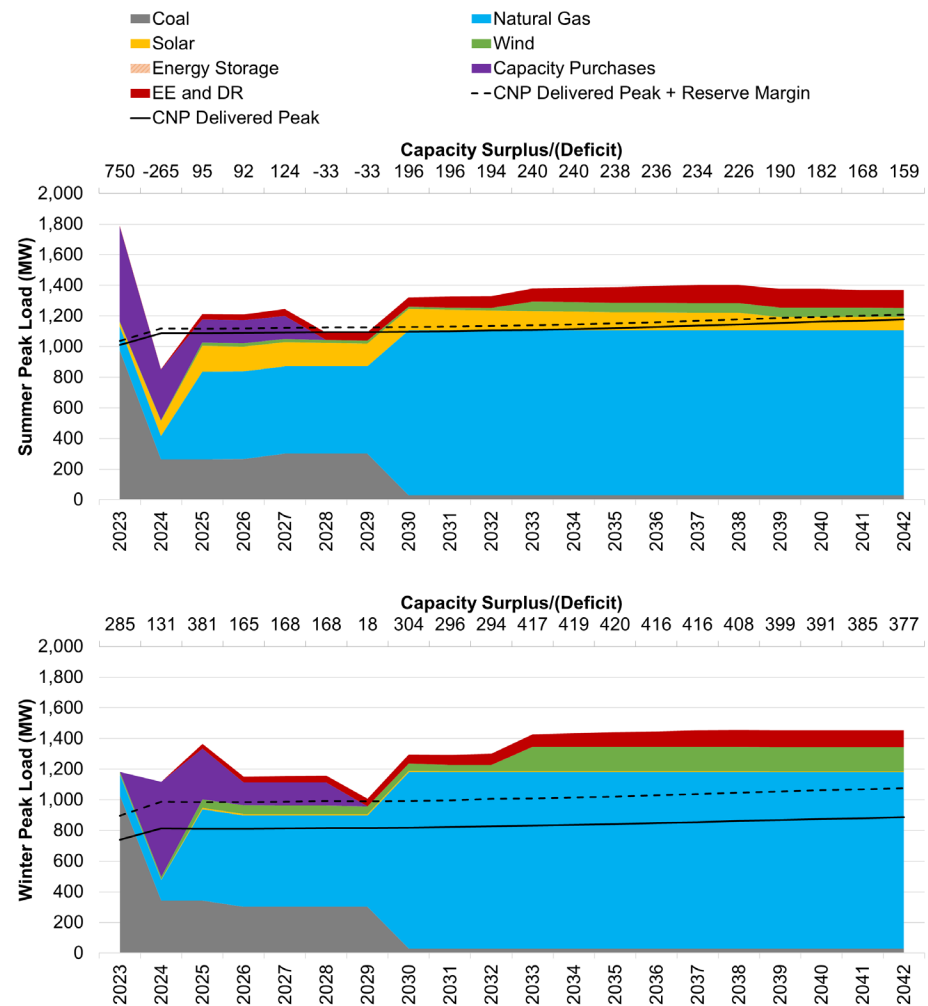 Coal
Natural Gas
Solar
Wind
Energy Storage
Capacity Purchases
EE and DR
CNP Delivered Peak + Reserve Margin
CNP Delivered Peak
Capacity Surplus/(Deficit)
750 -265 95 92 124 -33 -33 196 196 194 240 240 238 236 234 226 190 182 168 159
2,000
1,800
1,600
1,400
1,200
1,000
800
600
400
200
0
Summer Peak Load (MW)
2023 2024 2025 2026 2027 2028 2029 2030 2031 2032 2033 2034 2035 2036 2037 2038 2039 2040 2041 2042
Capacity Surplus/(Deficit)
285 131 381 165 168 168 18 304 296 294 417 419 420 416 416 408 399 391 385 377
2,000
1,800
1,600
1,400
1,200
1,000
800
600
400
200
0
Winter Peak Load (MW)
2023 2024 2025 2026 2027 2028 2029 2030 2031 2032 2033 2034 2035 2036 2037 2038 2039 2040 2041 2042